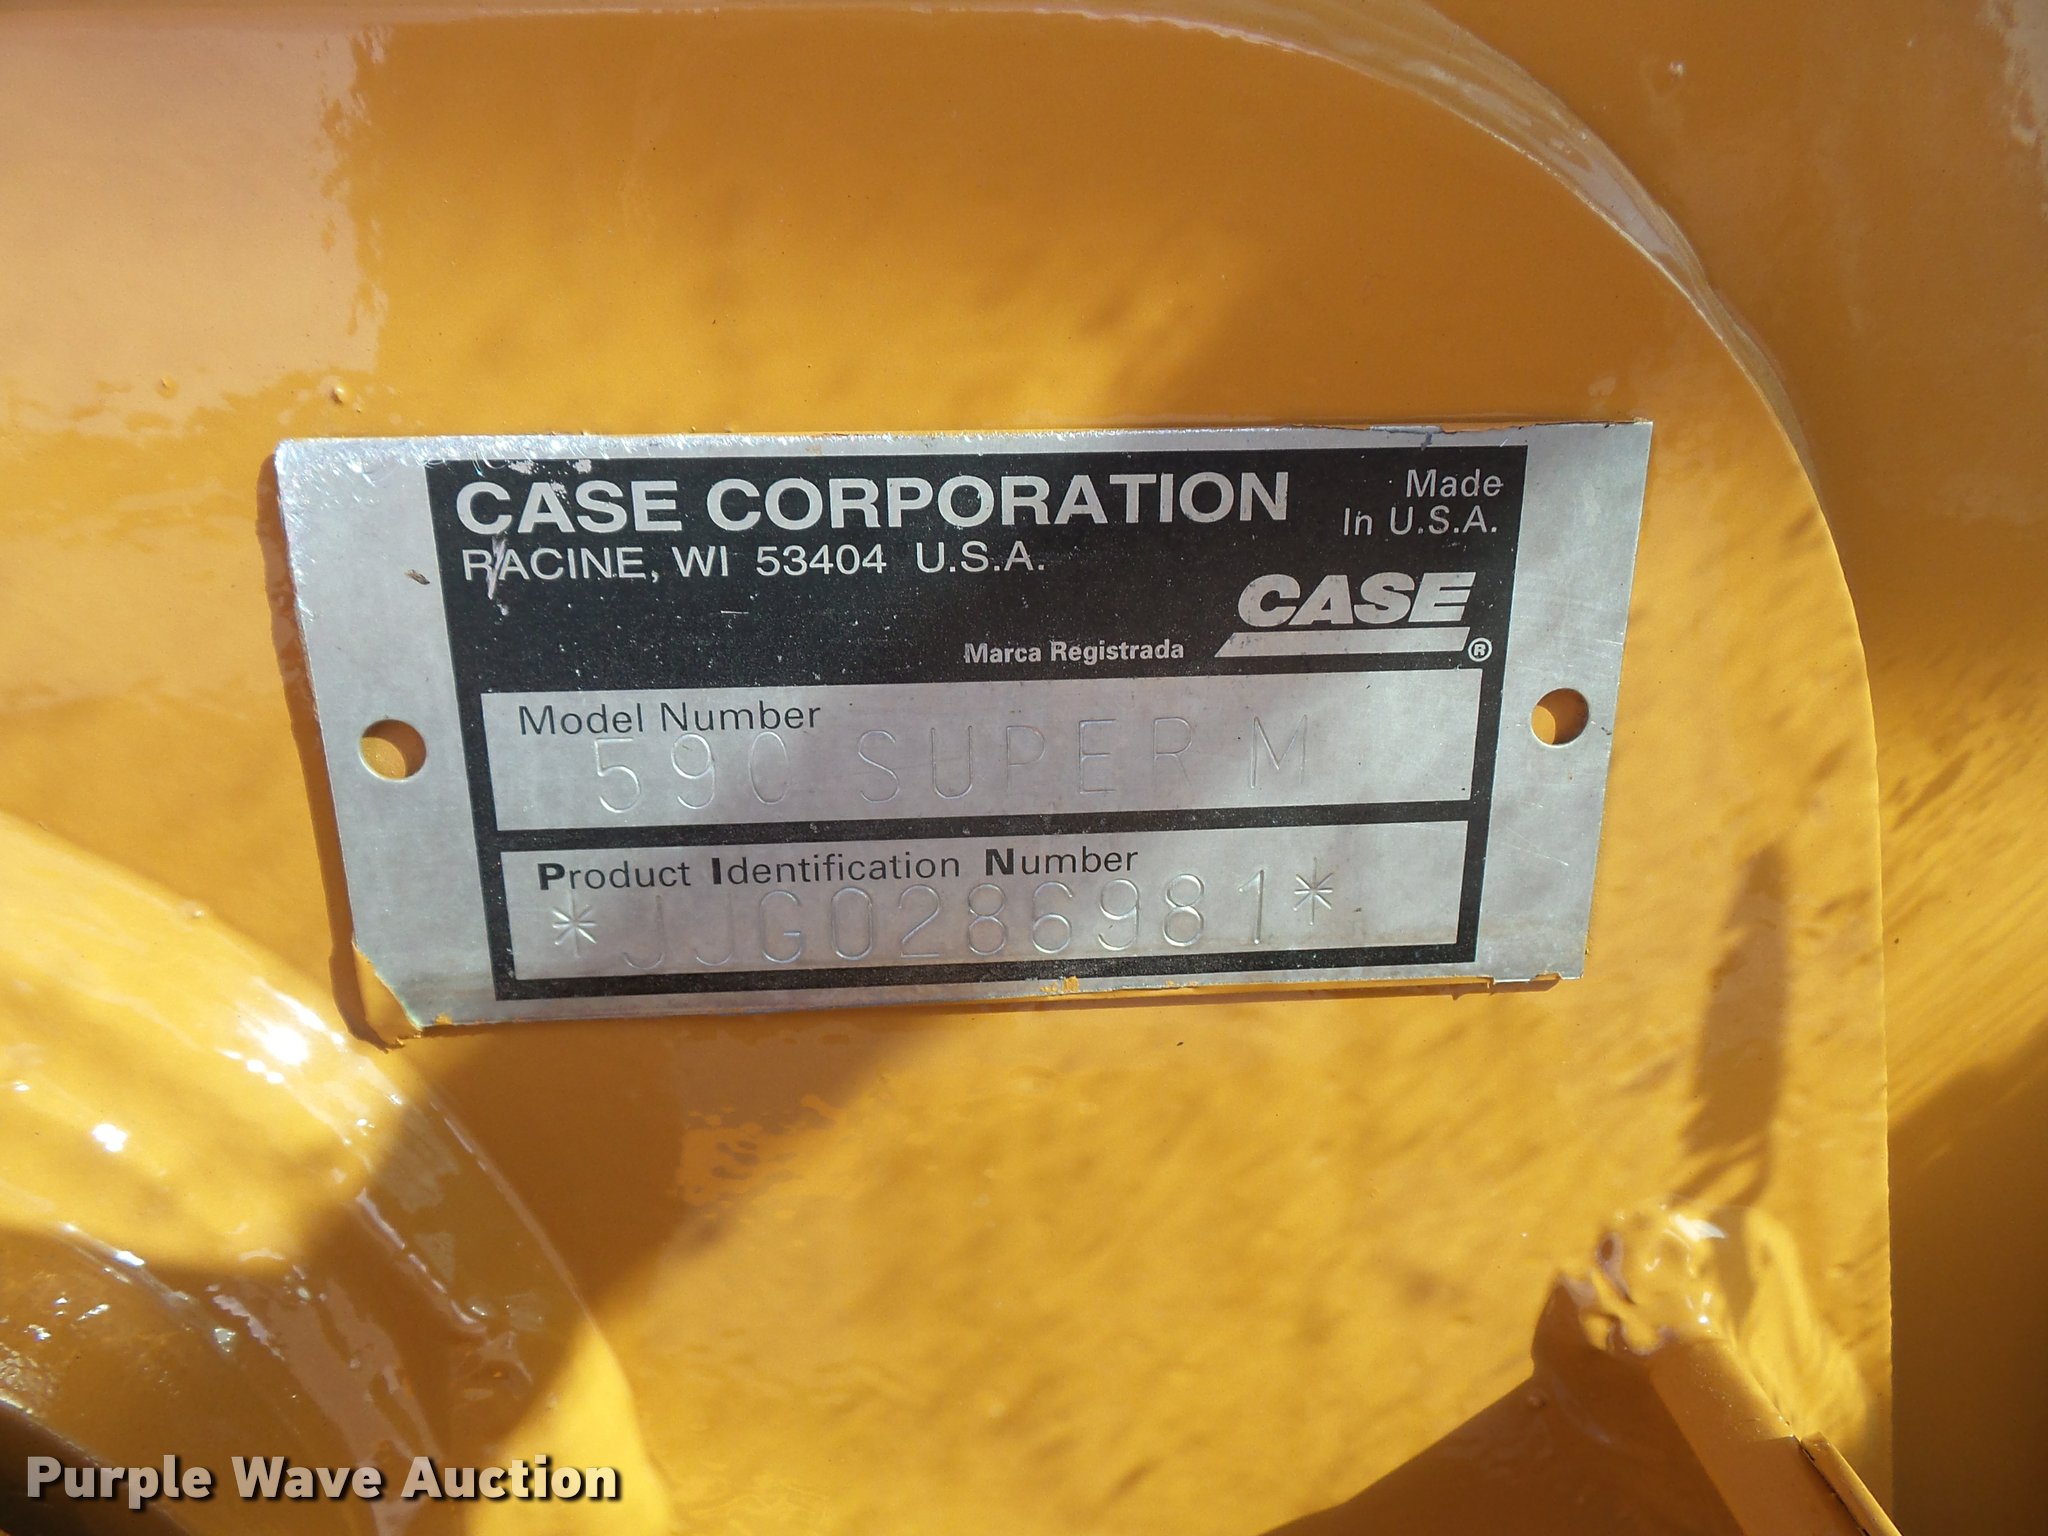 CASE CORPORATION
RACINE, WI 53404 U.S.A.
Made
In U.S.A.
CASE
Marca Registrada ®
Model Number
590 SUPER M
Product Identification Number
*JJG0286981*
Purple Wave Auction